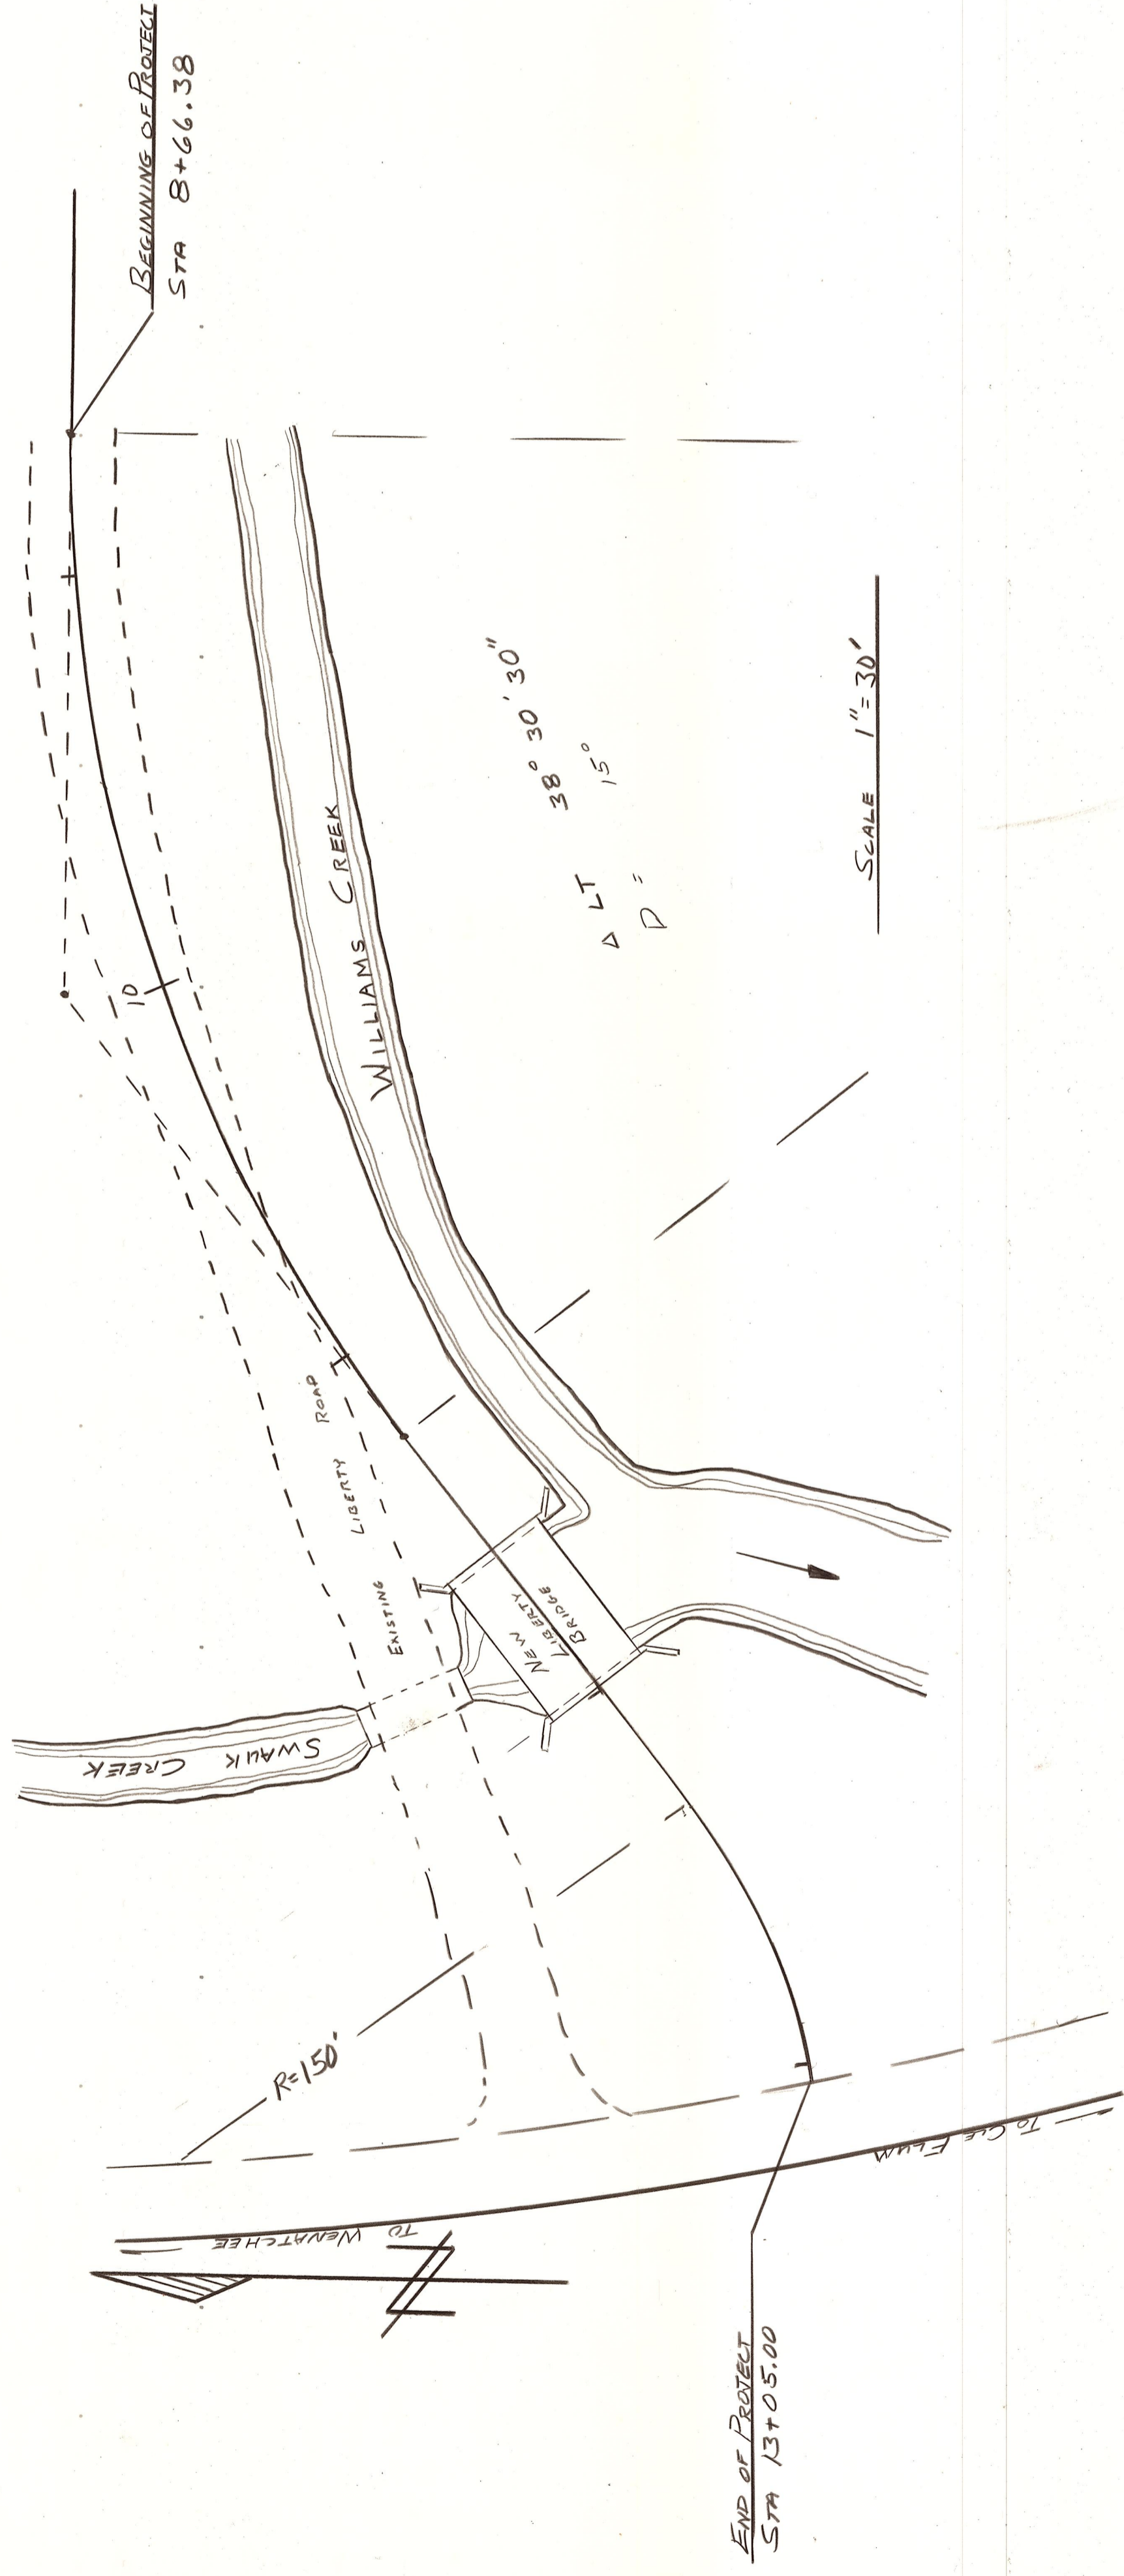 BEGINNING OF PROJECT
STA 8+66.38
10
WILLIAMS CREEK
Δ LT 38° 30' 30"
D = 15°
SCALE 1"=30'
EXISTING LIBERTY ROAD
NEW
LIBERTY
BRIDGE
SWAUK CREEK
R=150'
TO CLE ELUM
TO WENATCHEE
N
END OF PROJECT
STA 13+05.00